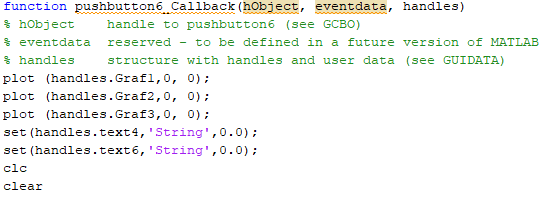 function pushbutton6_Callback(hObject, eventdata, handles)
% hObject    handle to pushbutton6 (see GCBO)
% eventdata  reserved - to be defined in a future version of MATLAB
% handles    structure with handles and user data (see GUIDATA)
plot (handles.Graf1,0, 0);
plot (handles.Graf2,0, 0);
plot (handles.Graf3,0, 0);
set(handles.text4,'String',0.0);
set(handles.text6,'String',0.0);
clc
clear